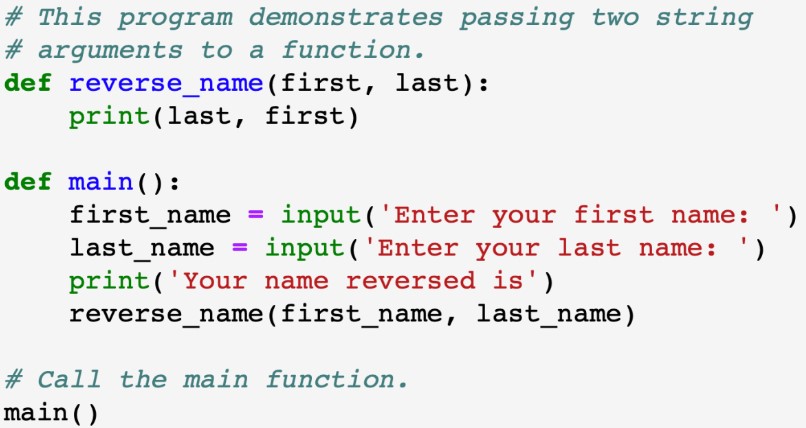 # This program demonstrates passing two string
# arguments to a function.
def reverse_name(first, last):
    print(last, first)

def main():
    first_name = input('Enter your first name: ')
    last_name = input('Enter your last name: ')
    print('Your name reversed is')
    reverse_name(first_name, last_name)

# Call the main function.
main()